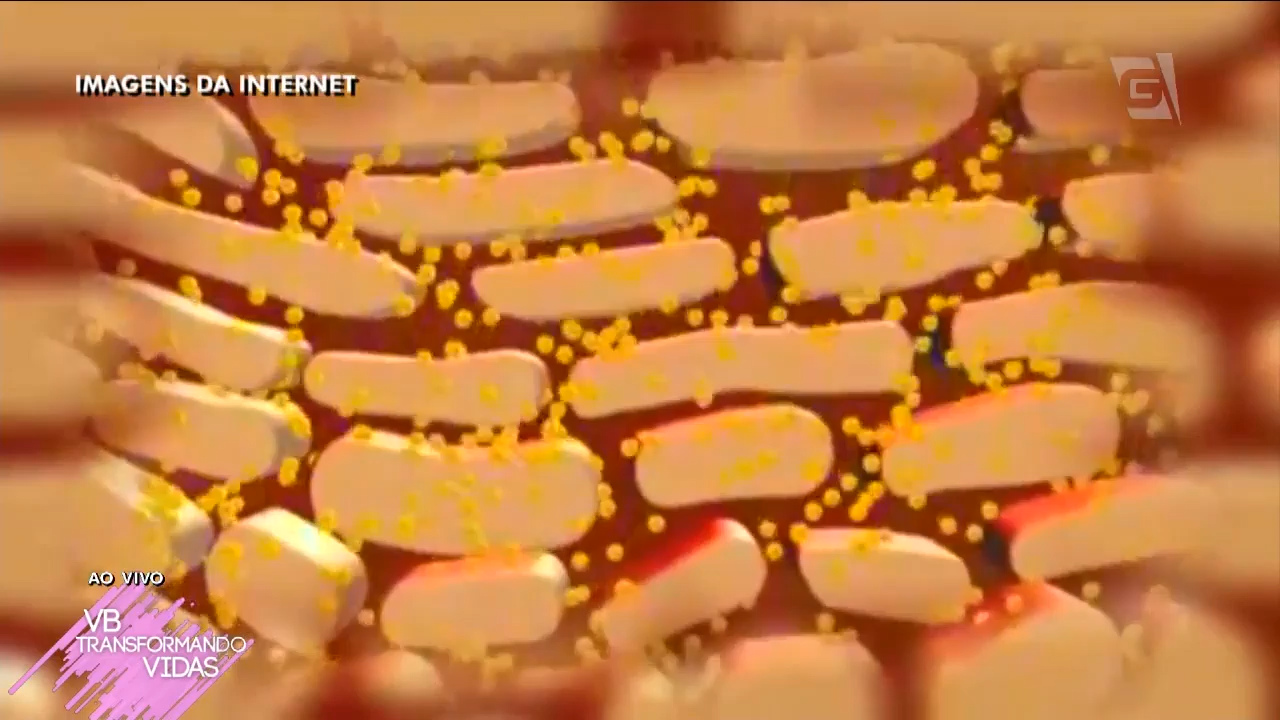 IMAGENS DA INTERNET
G
AO VIVO
VB
TRANSFORMANDO
VIDAS